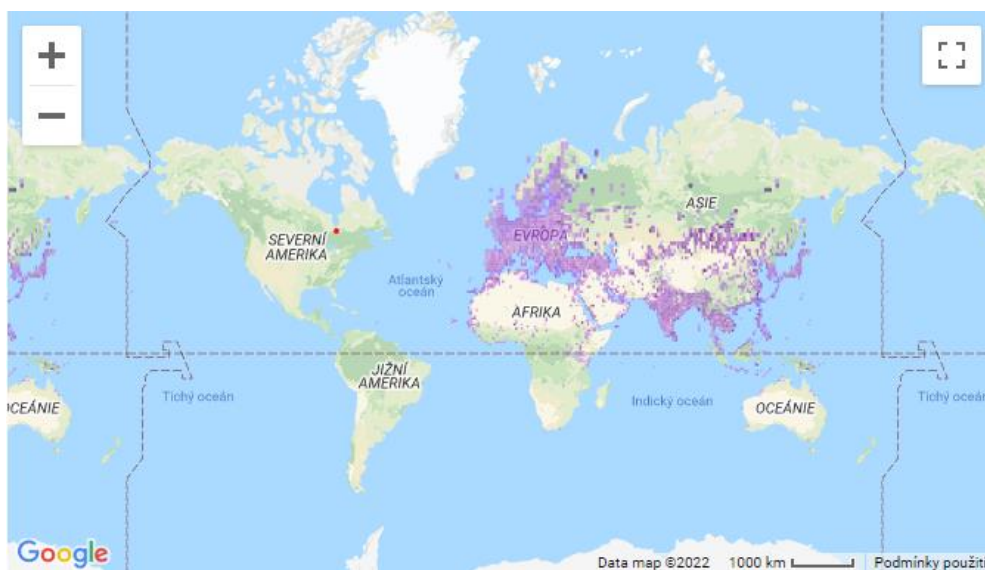 SEVERNÍ
AMERIKA
Atlantský
oceán
EVROPA
ASIE
AFRIKA
JIŽNÍ
AMERIKA
OCEÁNIE
Tichý oceán
Indický oceán
OCEÁNIE
Tichý oceán
Google
Data map ©2022
1000 km
Podmínky použití